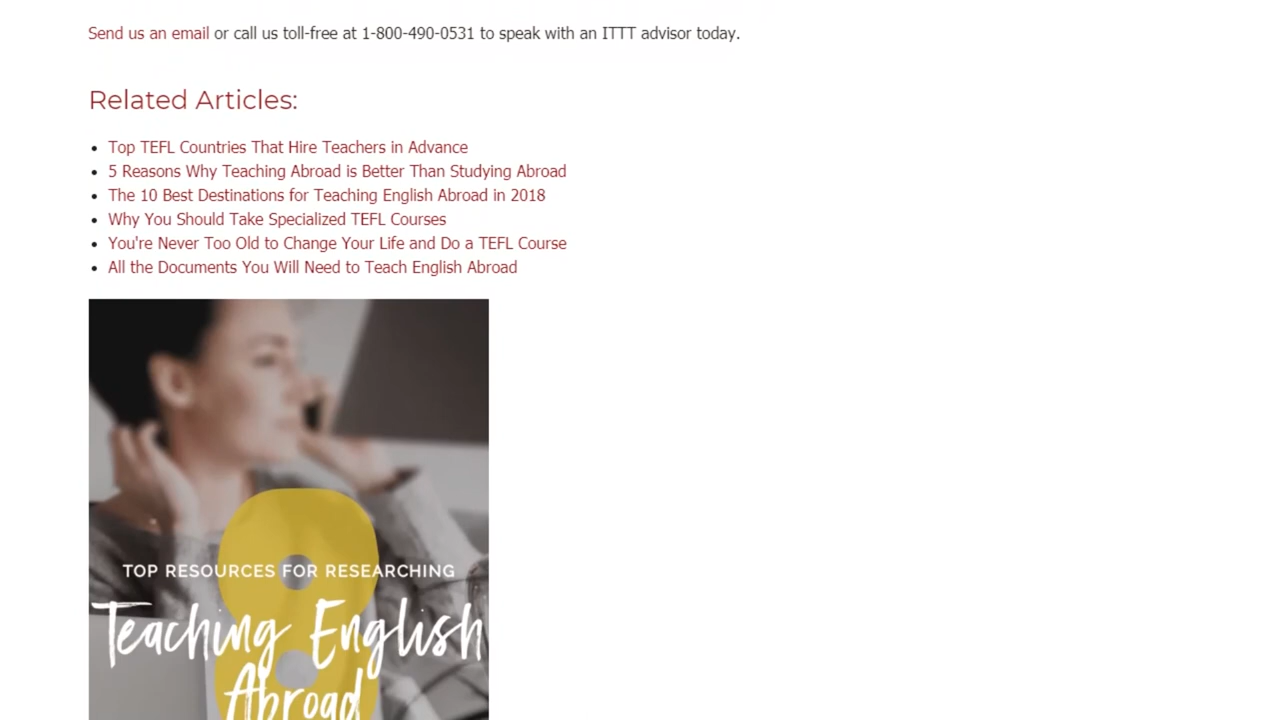 Send us an email or call us toll-free at 1-800-490-0531 to speak with an ITTT advisor today.
Related Articles:
Top TEFL Countries That Hire Teachers in Advance
5 Reasons Why Teaching Abroad is Better Than Studying Abroad
The 10 Best Destinations for Teaching English Abroad in 2018
Why You Should Take Specialized TEFL Courses
You're Never Too Old to Change Your Life and Do a TEFL Course
All the Documents You Will Need to Teach English Abroad
8
TOP RESOURCES FOR RESEARCHING
Teaching English
Abroad